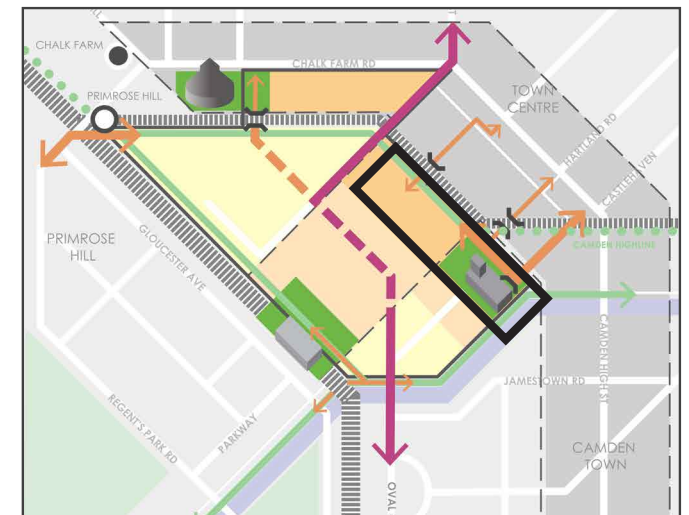 CHALK FARM
CHALK FARM RD
PRIMROSE HILL
TOWN
CENTRE
HARTLAND RD
CASTLEHAVEN
PRIMROSE
HILL
GLOUCESTER AVE
CAMDEN HIGHLINE
CAMDEN HIGH ST
JAMESTOWN RD
REGENT'S PARK RD
PARKWAY
OVAL
CAMDEN
TOWN